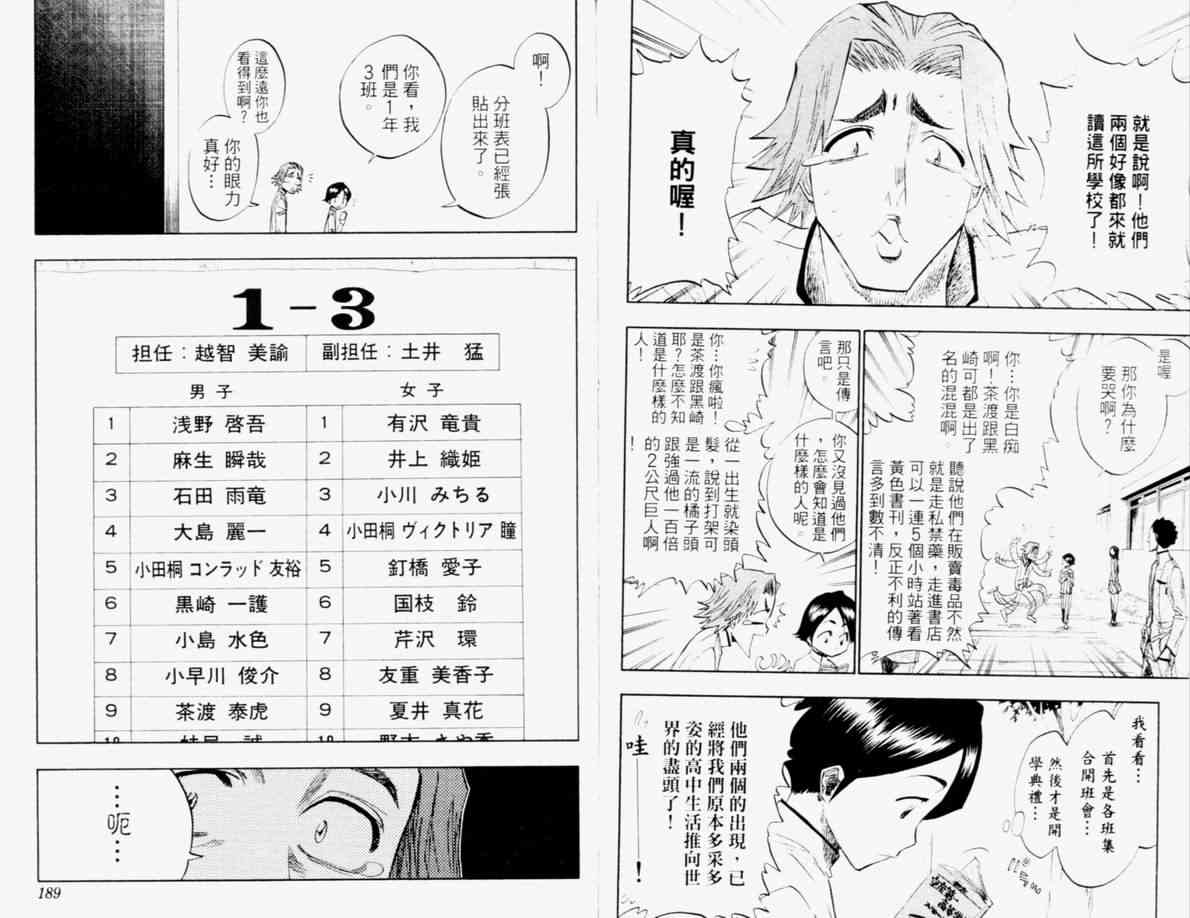 就是說啊！他們
兩個好像都來就
讀這所學校了！
真的喔！
是喔
那你為什麼
要哭啊？
你…你是白痴
啊！茶渡跟黑
崎可都是出了
名的混混啊。
聽說他們在販賣毒品不然
就是走私禁藥，走進書店
可以一連5個小時站著看
黃色書刊，反正不利的傳
言多到數不清！
那只是傳
言吧。
你又沒見過他們
，怎麼會知道是
什麼樣的人呢。
你…你瘋啦！
是茶渡跟黑崎
耶？怎麼不知
道是什麼樣的
人！
從一出生就染頭
髮，說到打架可
是一流的橘子頭
跟強過他一百倍
的2公尺巨人啊
！
我看看…
首先是各班集
合開班會…
然後才是開
學典禮…
他們兩個的出現，已
經將我們原本多采多
姿的高中生活推向世
界的盡頭了！
哇——！
啊！
分班表已經張
貼出來了。
你看，我
們是1年
3班。
這麼遠你也
看得到啊？
你的眼力
真好…
1-3
担任：越智 美諭 副担任：土井 猛
男子 女子
1 浅野 啓吾 1 有沢 竜貴
2 麻生 瞬哉 2 井上 織姫
3 石田 雨竜 3 小川 みちる
4 大島 麗一 4 小田桐 ヴィクトリア 瞳
5 小田桐 コンラッド 友裕 5 釘橋 愛子
6 黒崎 一護 6 国枝 鈴
7 小島 水色 7 芹沢 環
8 小早川 俊介 8 友重 美香子
9 茶渡 泰虎 9 夏井 真花
…呃…
189